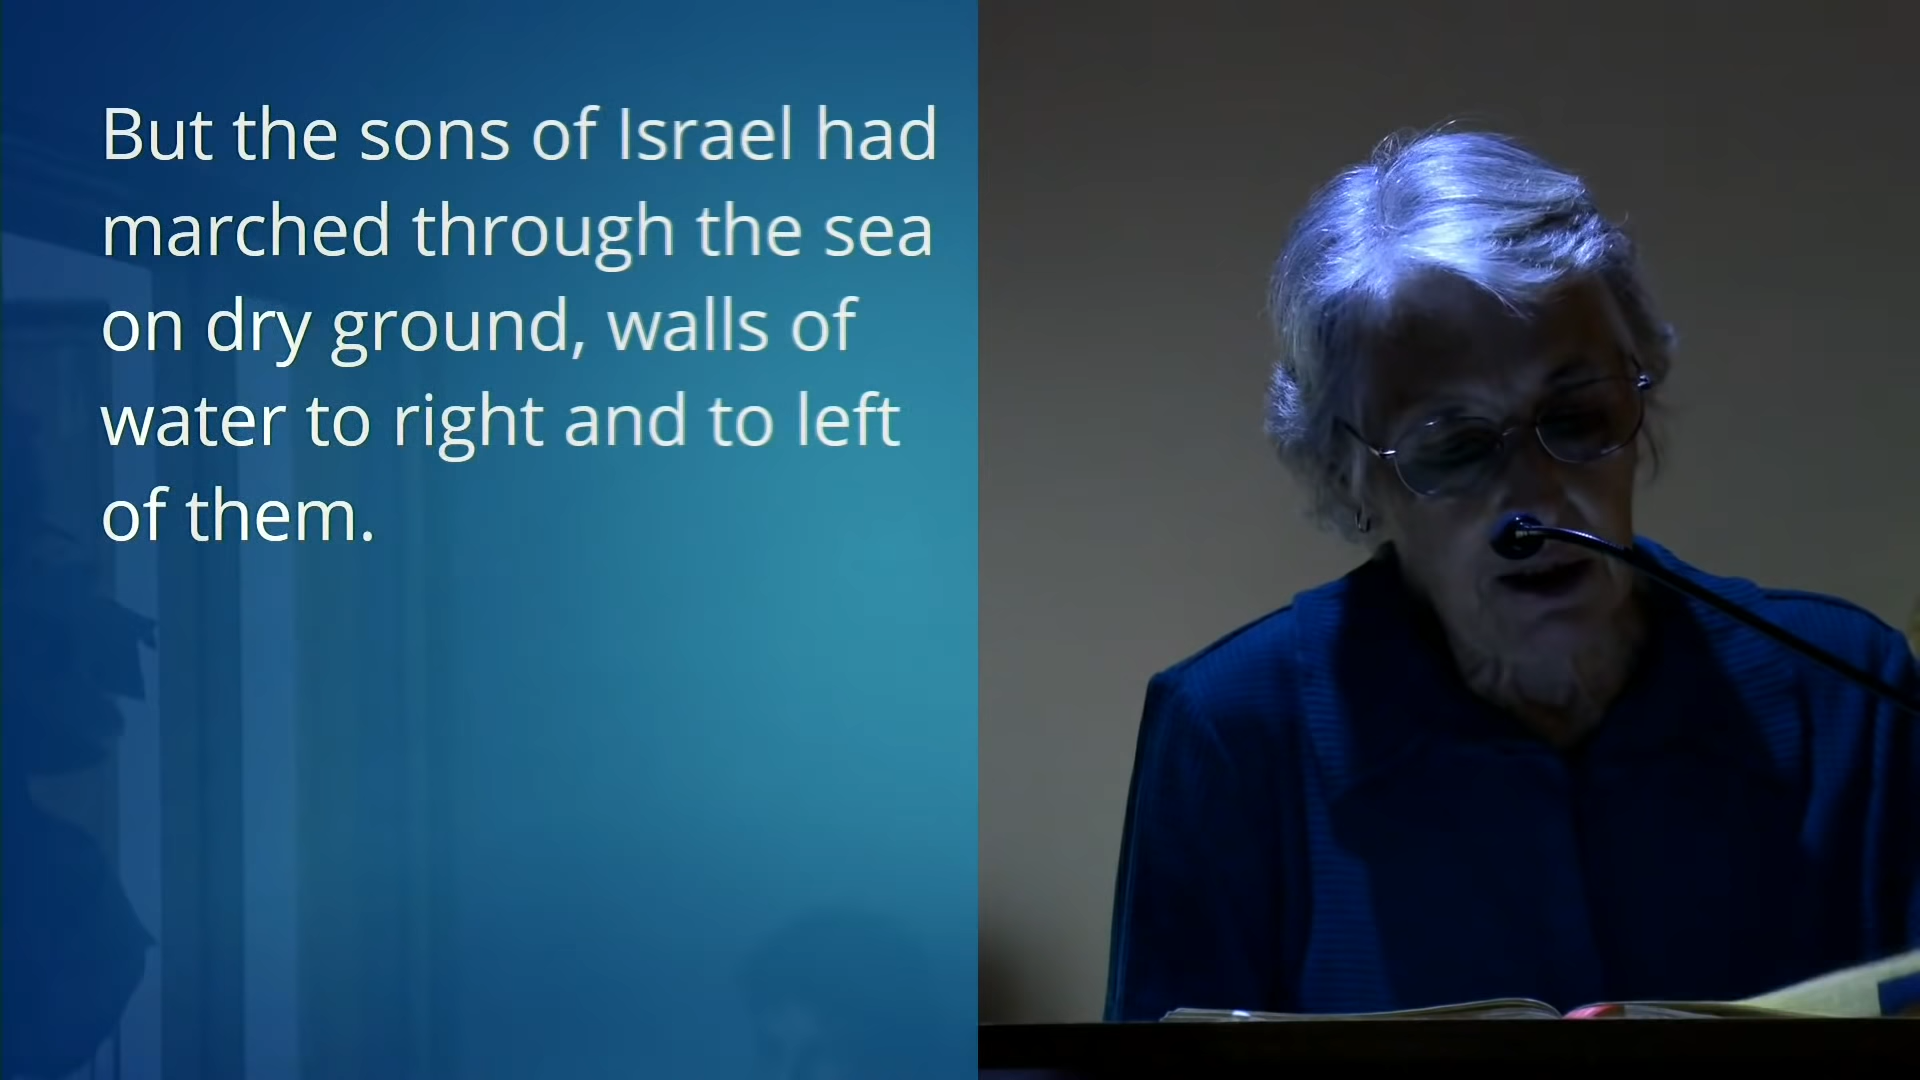 But the sons of Israel had
marched through the sea
on dry ground, walls of
water to right and to left
of them.